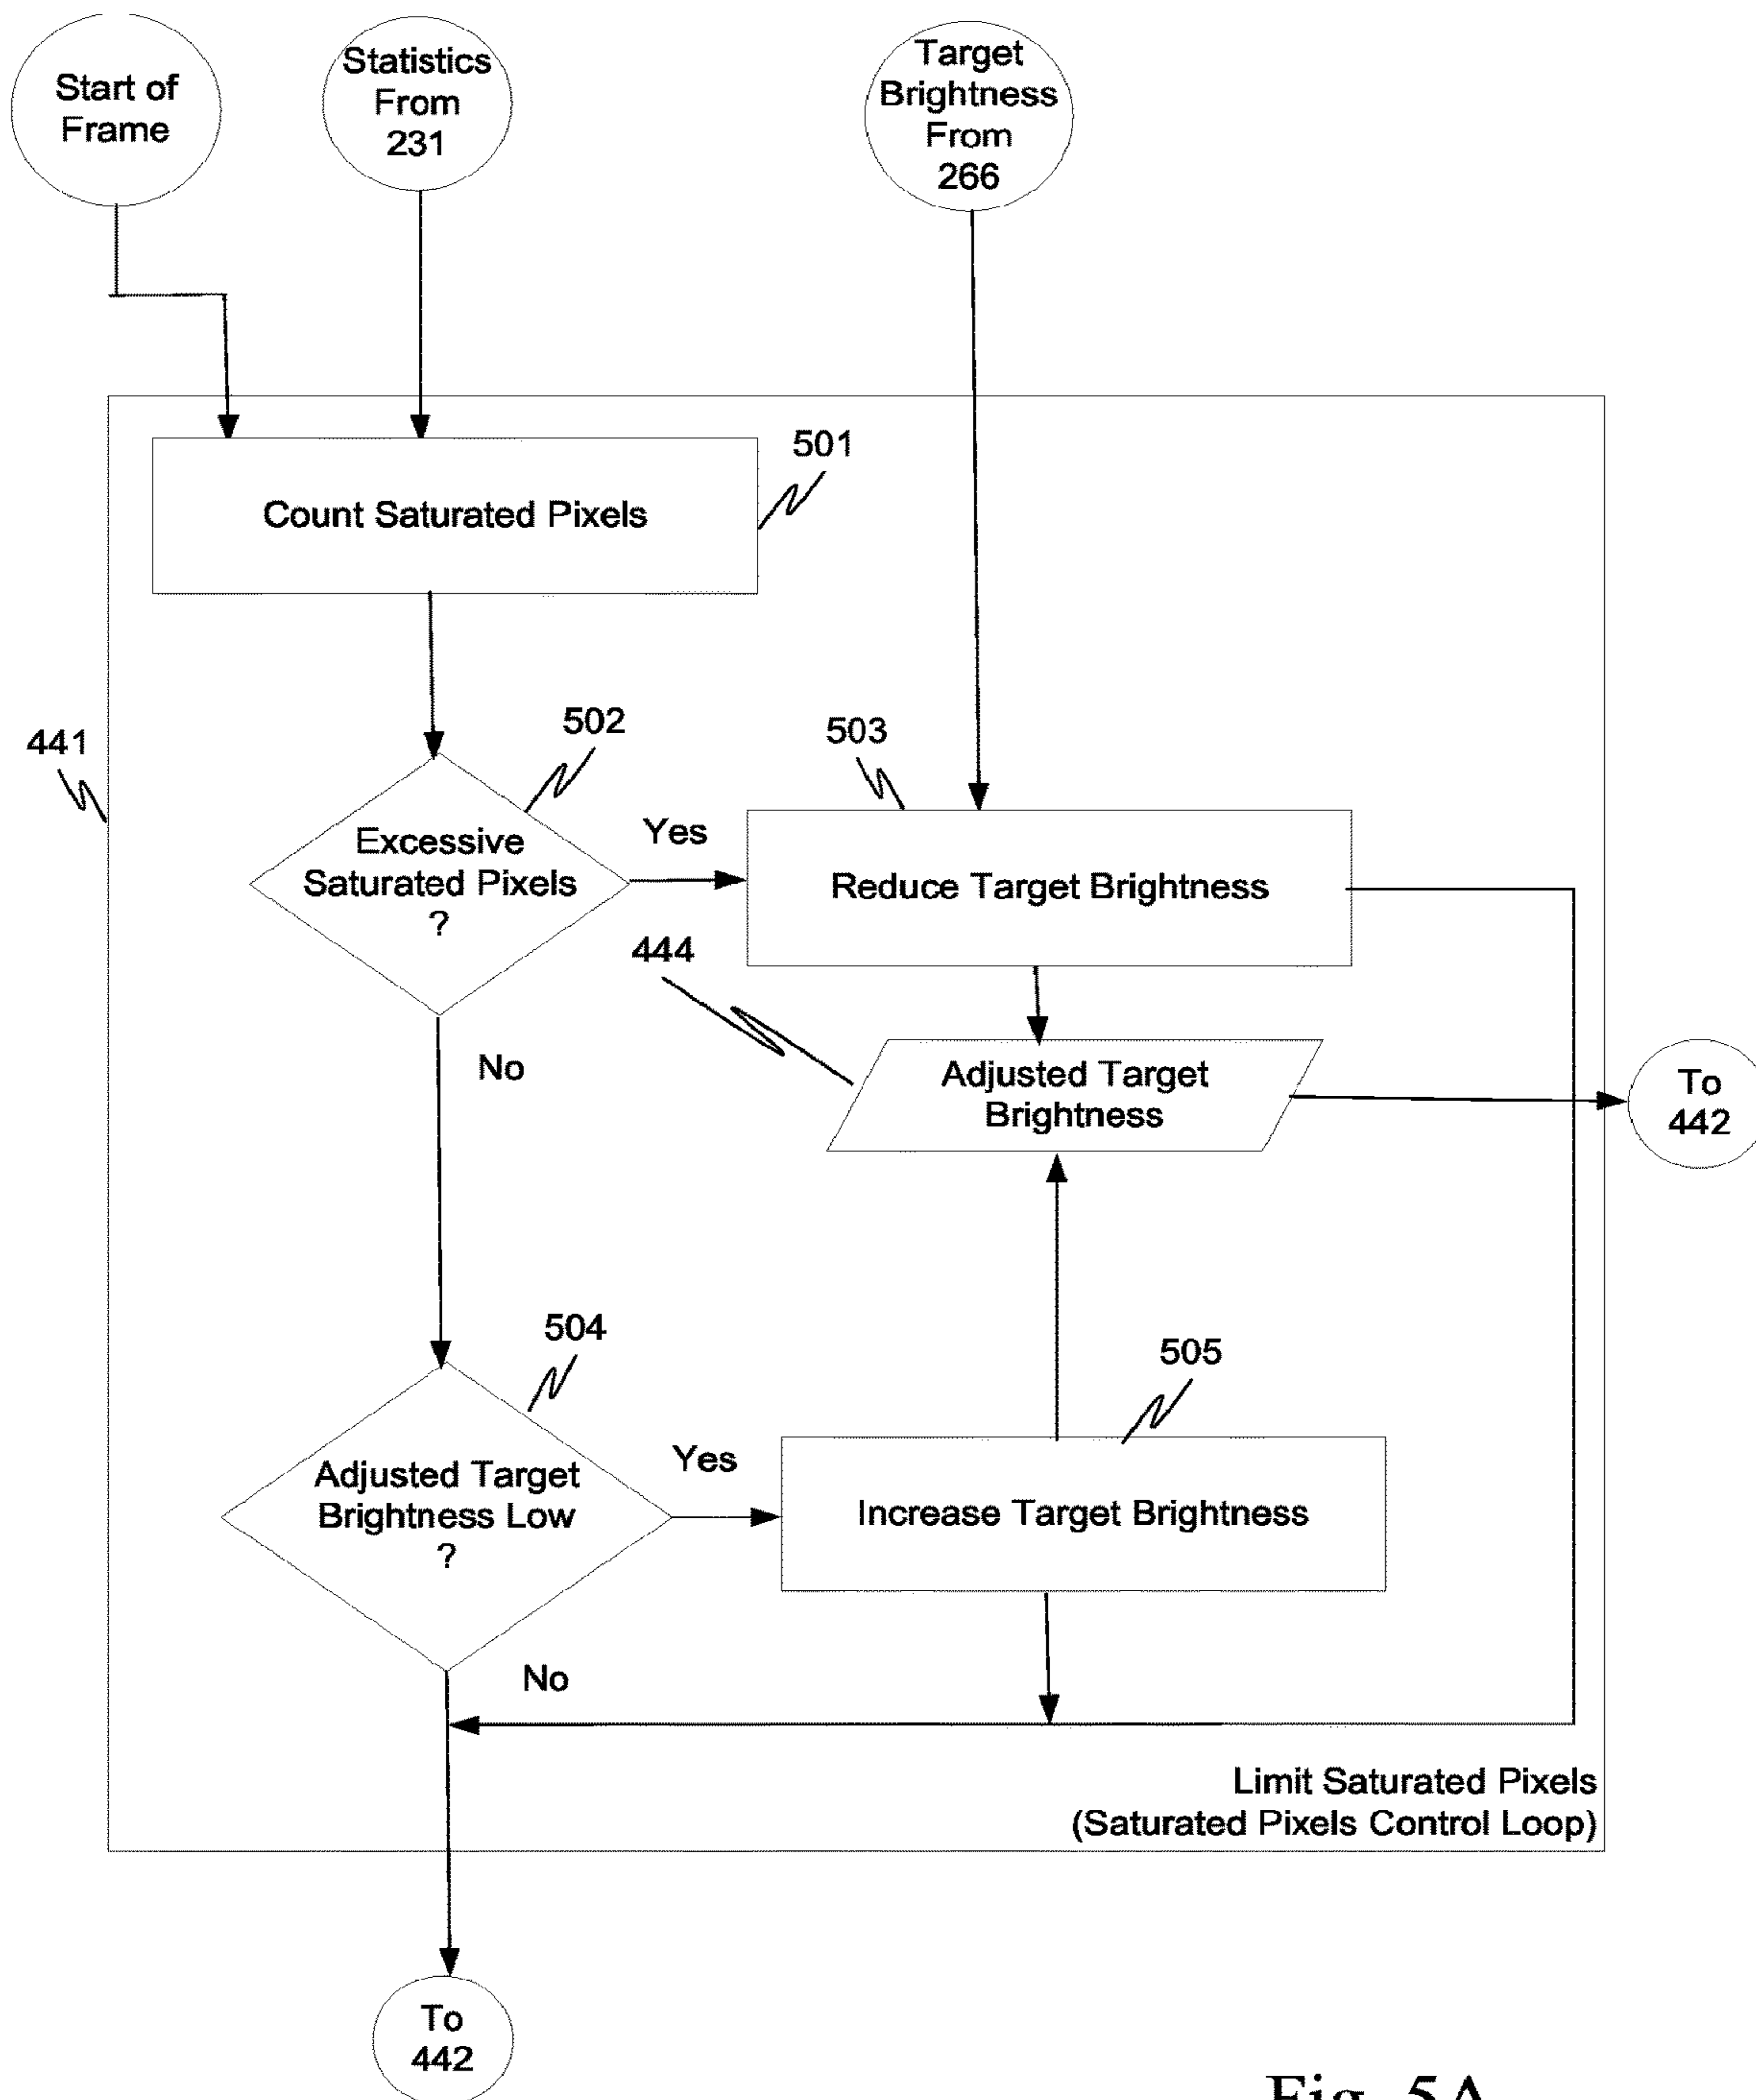 Start of
Frame
Statistics
From
231
Target
Brightness
From
266
501
Count Saturated Pixels
502
503
441
Excessive
Saturated Pixels
?
Yes
Reduce Target Brightness
444
No
Adjusted Target
Brightness
To
442
504
505
Adjusted Target
Brightness Low
?
Yes
Increase Target Brightness
No
Limit Saturated Pixels
(Saturated Pixels Control Loop)
To
442
Fig. 5A